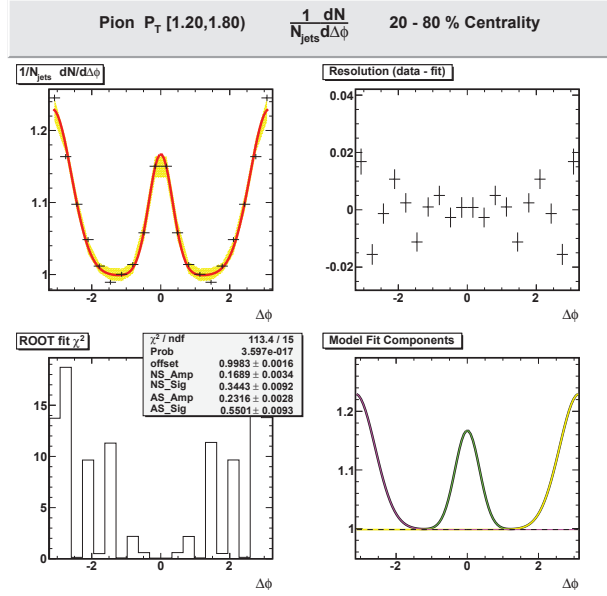 Pion P_T [1.20,1.80) 1/N_jets dN/dΔφ 20 - 80 % Centrality
1/N_jets dN/dΔφ
Resolution (data - fit)
1.2
1.1
1
-2 0 2
Δφ
0.04
0.02
0
-0.02
-2 0 2
Δφ
ROOT fit χ²
χ² / ndf 113.4 / 15
Prob 3.597e-017
offset 0.9983 ± 0.0016
NS_Amp 0.1689 ± 0.0034
NS_Sig 0.3443 ± 0.0092
AS_Amp 0.2316 ± 0.0028
AS_Sig 0.5501 ± 0.0093
15
10
5
0
-2 0 2
Δφ
Model Fit Components
1.2
1.1
1
-2 0 2
Δφ